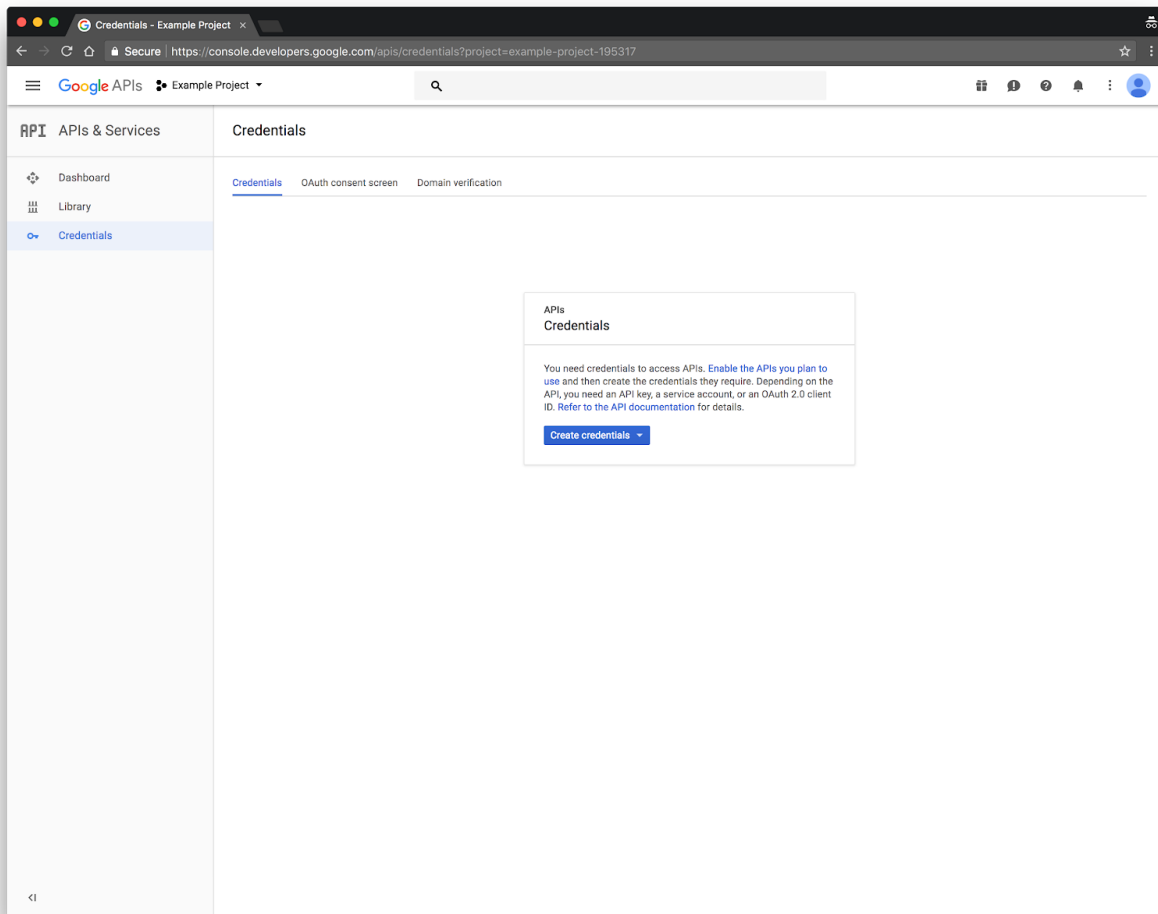 Credentials - Example Project
Secure https://console.developers.google.com/apis/credentials?project=example-project-195317
Google APIs Example Project
API APIs & Services
Credentials
Dashboard
Library
Credentials
Credentials OAuth consent screen Domain verification
APIs
Credentials
You need credentials to access APIs. Enable the APIs you plan to
use and then create the credentials they require. Depending on the
API, you need an API key, a service account, or an OAuth 2.0 client
ID. Refer to the API documentation for details.
Create credentials